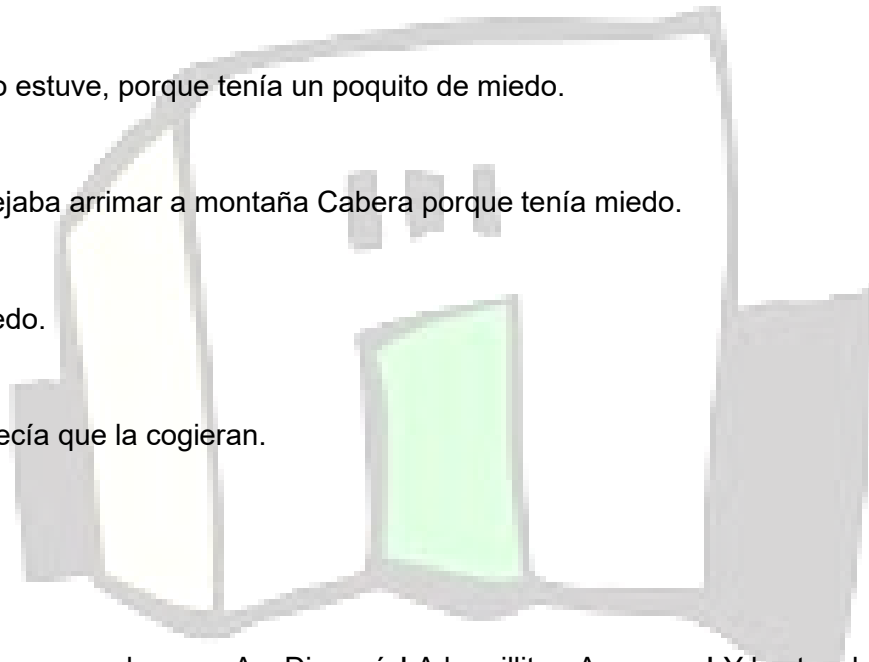 o estuve, porque tenía un poquito de miedo.
ejaba arrimar a montaña Cabera porque tenía miedo.
edo.
ecía que la cogieran.